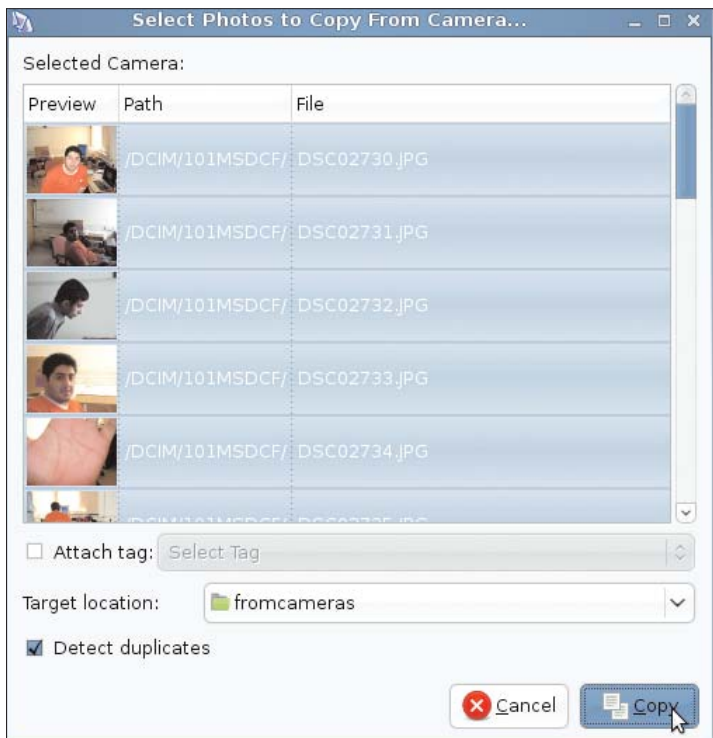 Select Photos to Copy From Camera...
Selected Camera:
Preview Path File
/DCIM/101MSDCF/ DSC02730.JPG
/DCIM/101MSDCF/ DSC02731.JPG
/DCIM/101MSDCF/ DSC02732.JPG
/DCIM/101MSDCF/ DSC02733.JPG
/DCIM/101MSDCF/ DSC02734.JPG
Attach tag: Select Tag
Target location: fromcameras
Detect duplicates
Cancel Copy